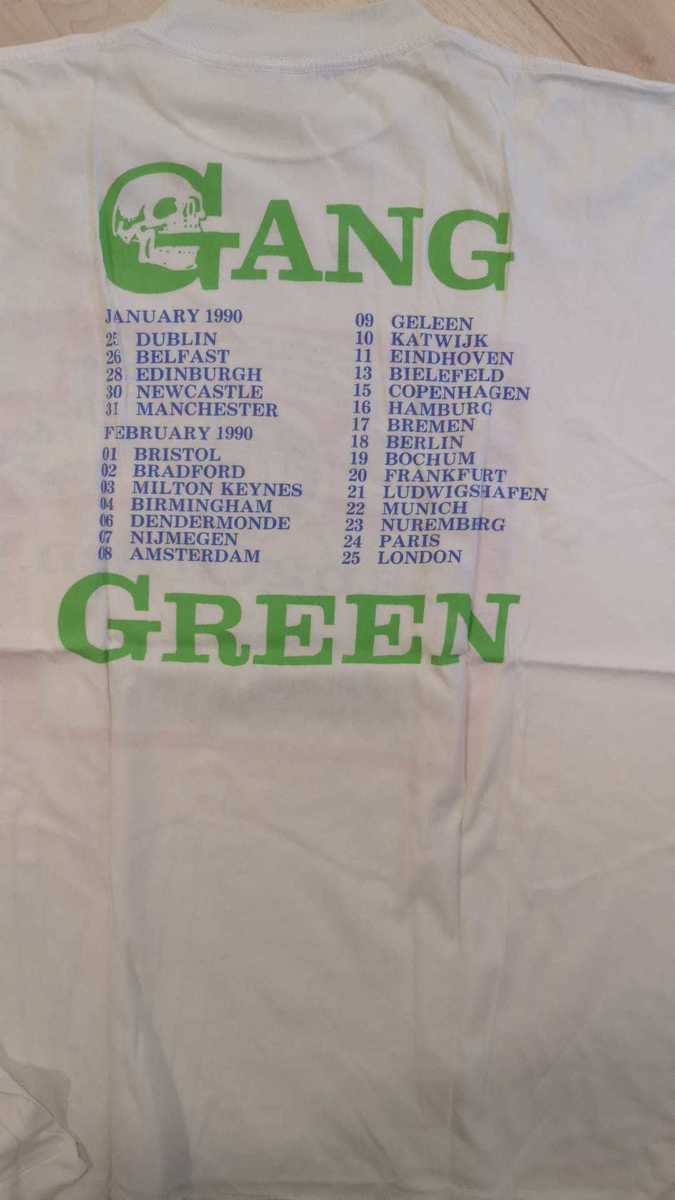 GANG
JANUARY 1990
25 DUBLIN
26 BELFAST
28 EDINBURGH
30 NEWCASTLE
31 MANCHESTER
FEBRUARY 1990
01 BRISTOL
02 BRADFORD
03 MILTON KEYNES
04 BIRMINGHAM
06 DENDERMONDE
07 NIJMEGEN
08 AMSTERDAM
09 GELEEN
10 KATWIJK
11 EINDHOVEN
13 BIELEFELD
15 COPENHAGEN
16 HAMBURG
17 BREMEN
18 BERLIN
19 BOCHUM
20 FRANKFURT
21 LUDWIGSHAFEN
22 MUNICH
23 NUREMBERG
24 PARIS
25 LONDON
GREEN